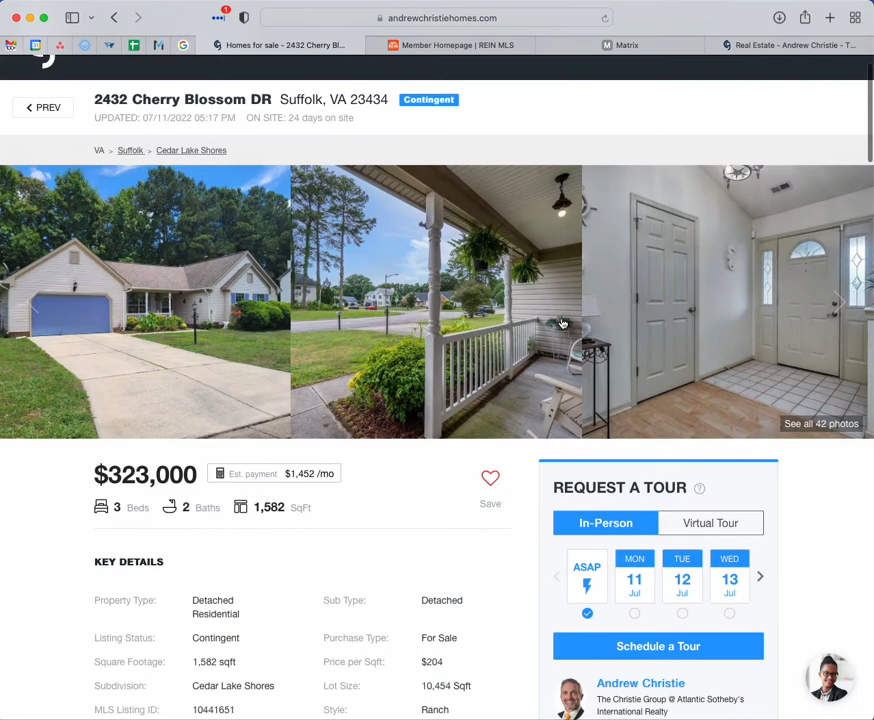 1
andrewchristiehomes.com
Homes for sale - 2432 Cherry Bl...
Member Homepage | REIN MLS
M Matrix
Real Estate - Andrew Christie - T...
PREV
2432 Cherry Blossom DR Suffolk, VA 23434 Contingent
UPDATED: 07/11/2022 05:17 PM ON SITE: 24 days on site
VA > Suffolk > Cedar Lake Shores
See all 42 photos
$323,000 Est. payment $1,452 /mo
3 Beds 2 Baths 1,582 SqFt
Save
KEY DETAILS
Property Type: Detached Residential Sub Type: Detached
Listing Status: Contingent Purchase Type: For Sale
Square Footage: 1,582 sqft Price per Sqft: $204
Subdivision: Cedar Lake Shores Lot Size: 10,454 Sqft
MLS Listing ID: 10441651 Style: Ranch
REQUEST A TOUR ?
In-Person Virtual Tour
ASAP
MON 11 Jul
TUE 12 Jul
WED 13 Jul
Schedule a Tour
Andrew Christie
The Christie Group @ Atlantic Sotheby's
International Realty